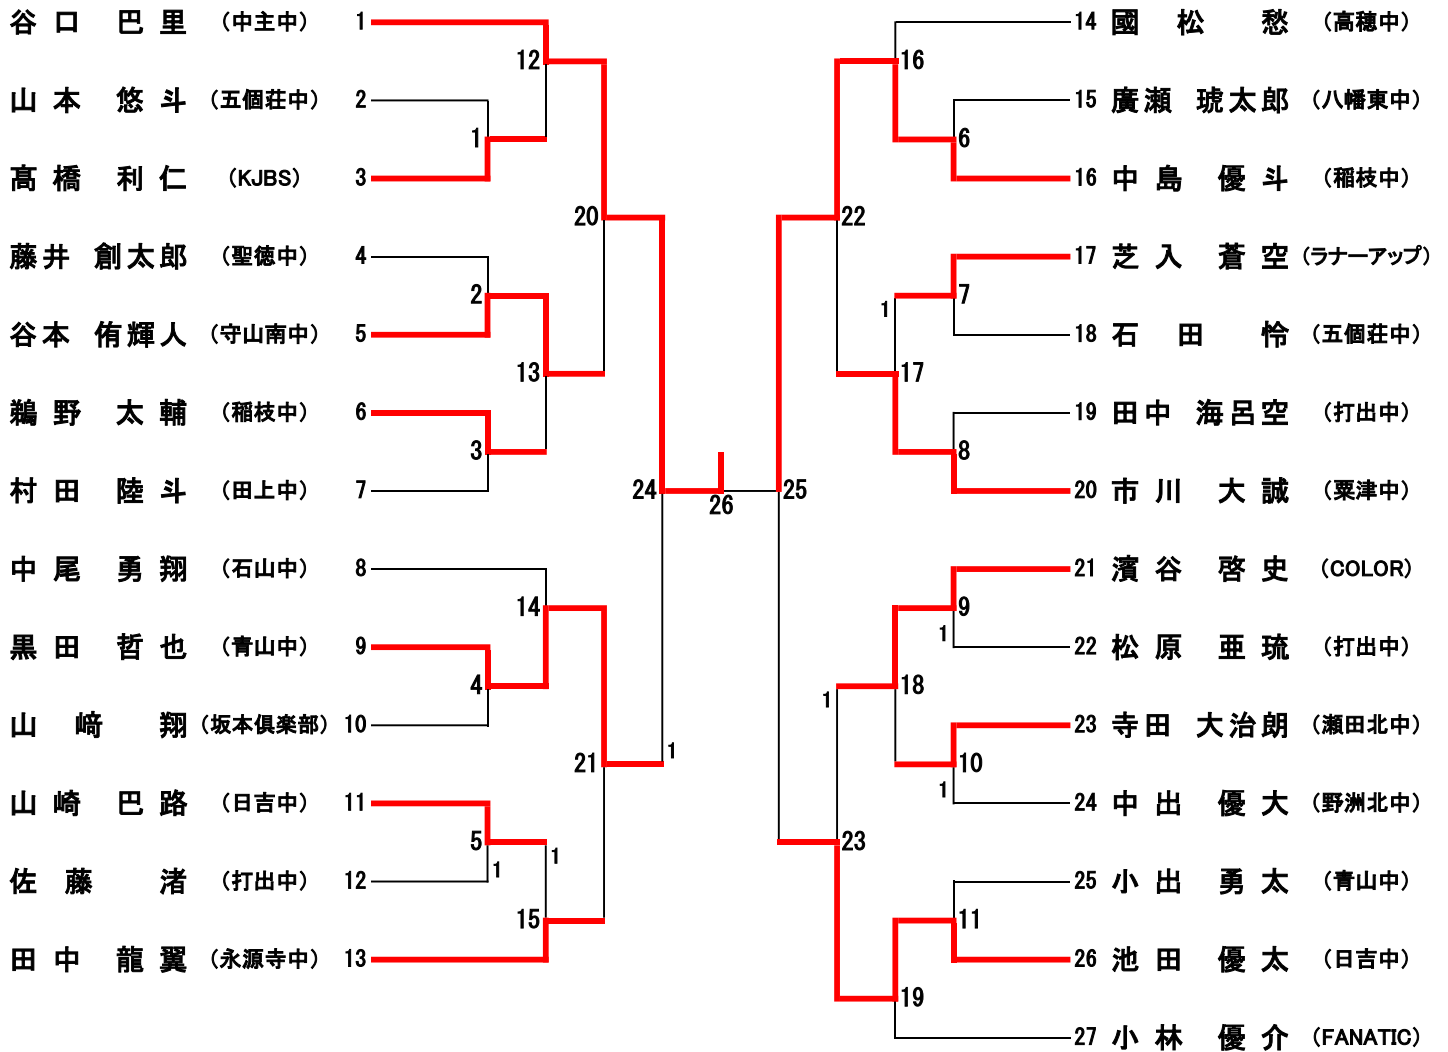 谷口 巴里 （中主中） 1
山本 悠斗 （五個荘中） 2
髙橋 利仁 （KJBS） 3
藤井 創太郎 （聖徳中） 4
谷本 侑輝人 （守山南中） 5
鵜野 太輔 （稲枝中） 6
村田 陸斗 （田上中） 7
中尾 勇翔 （石山中） 8
黒田 哲也 （青山中） 9
山﨑 翔 （坂本倶楽部） 10
山崎 巴路 （日吉中） 11
佐藤 渚 （打出中） 12
田中 龍翼 （永源寺中） 13
12
1
20
2
13
3
24
14
4
21
1
5
1
1
15
26
25
16
6
22
7
1
17
8
9
1
18
1
10
1
23
11
19
14 國松 愁 （高穂中）
15 廣瀬 琥太郎 （八幡東中）
16 中島 優斗 （稲枝中）
17 芝入 蒼空 （ラナーアップ）
18 石田 怜 （五個荘中）
19 田中 海呂空 （打出中）
20 市川 大誠 （粟津中）
21 濱谷 啓史 （COLOR）
22 松原 亜琉 （打出中）
23 寺田 大治朗 （瀬田北中）
24 中出 優大 （野洲北中）
25 小出 勇太 （青山中）
26 池田 優太 （日吉中）
27 小林 優介 （FANATIC）